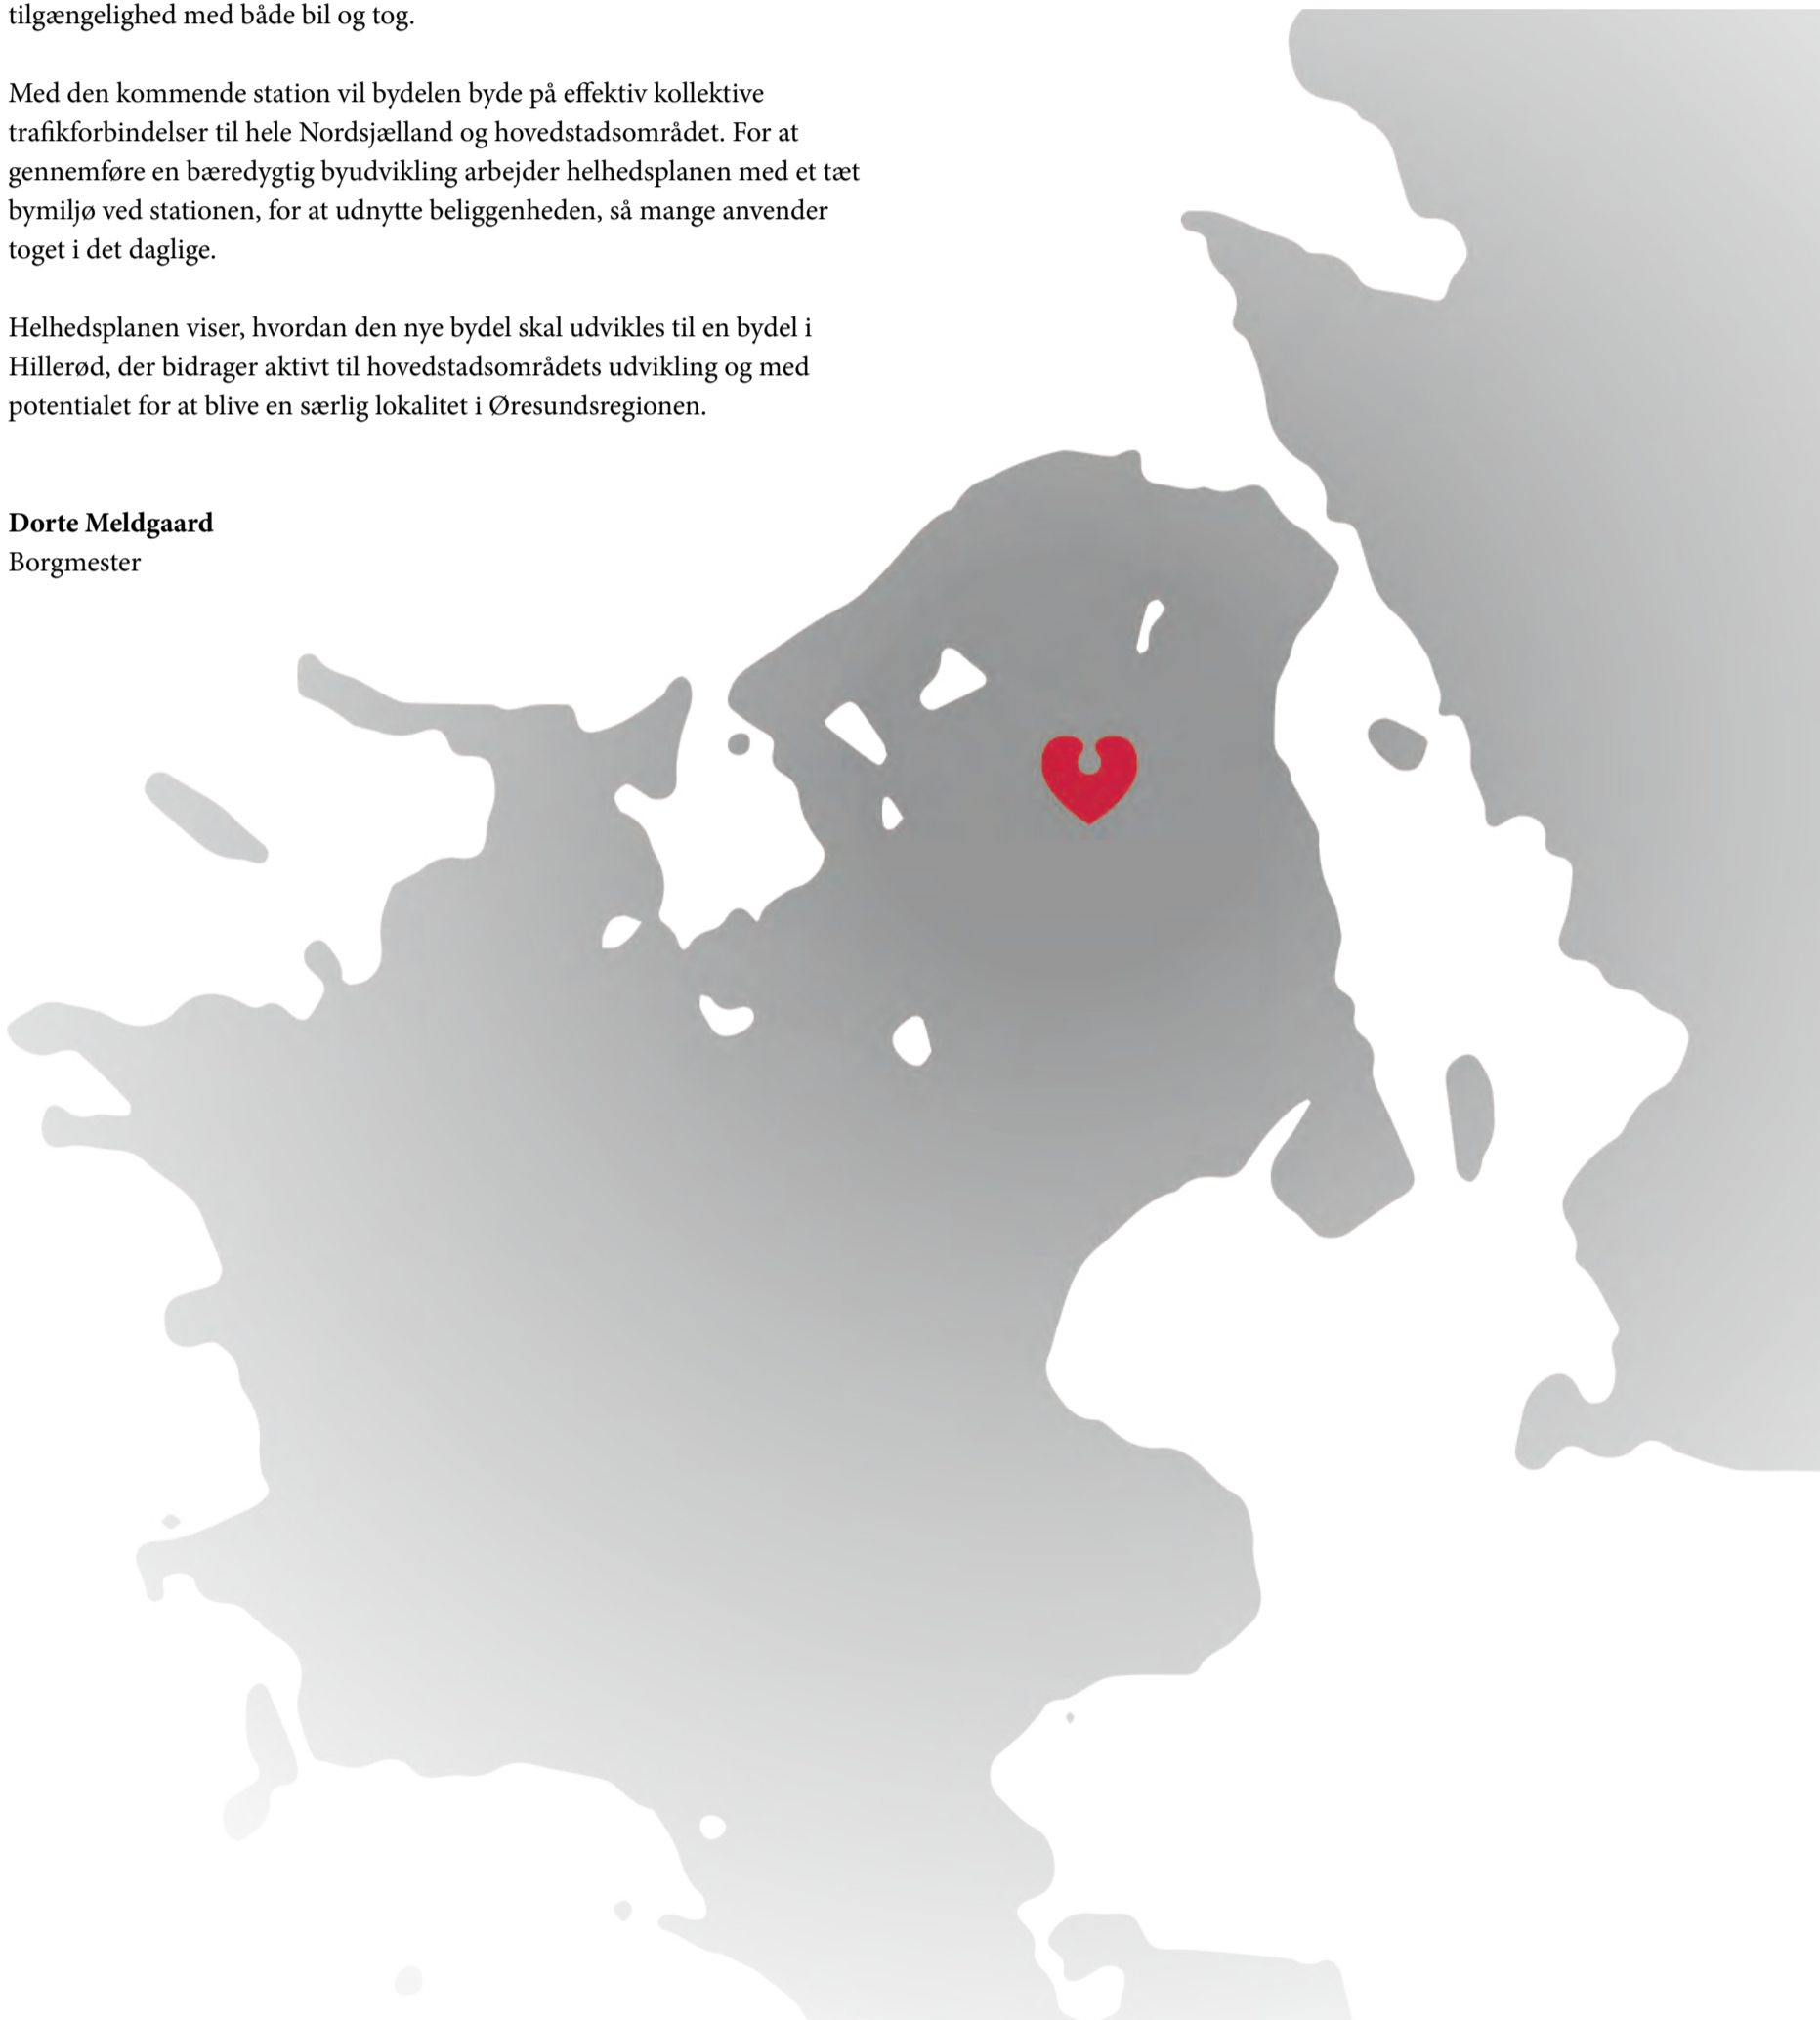 tilgængelighed med både bil og tog.
Med den kommende station vil bydelen byde på effektiv kollektive
trafikforbindelser til hele Nordsjælland og hovedstadsområdet. For at
gennemføre en bæredygtig byudvikling arbejder helhedsplanen med et tæt
bymiljø ved stationen, for at udnytte beliggenheden, så mange anvender
toget i det daglige.
Helhedsplanen viser, hvordan den nye bydel skal udvikles til en bydel i
Hillerød, der bidrager aktivt til hovedstadsområdets udvikling og med
potentialet for at blive en særlig lokalitet i Øresundsregionen.
Dorte Meldgaard
Borgmester